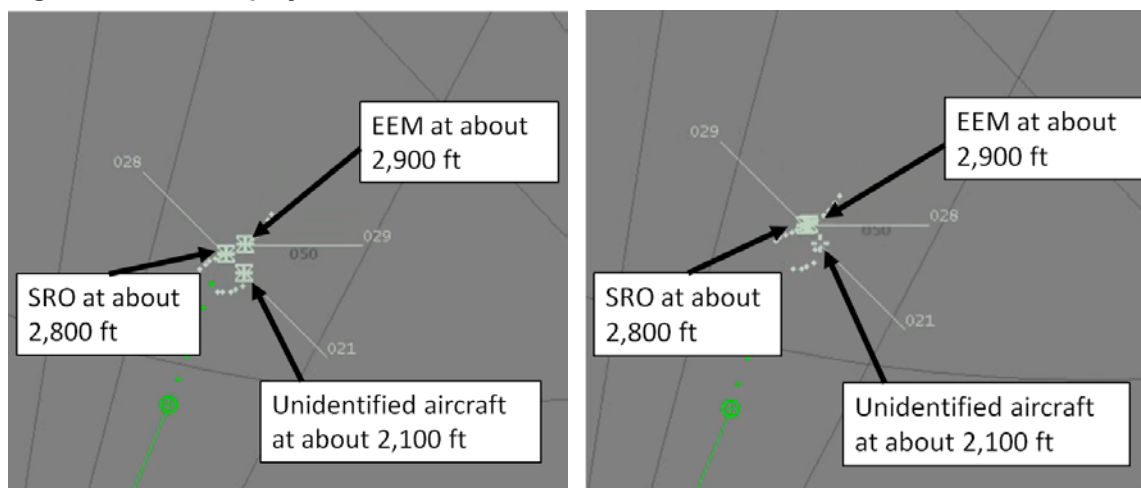 EEM at about
2,900 ft
028
029
050
SRO at about
2,800 ft
021
Unidentified aircraft
at about 2,100 ft
EEM at about
2,900 ft
029
028
050
SRO at about
2,800 ft
021
Unidentified aircraft
at about 2,100 ft